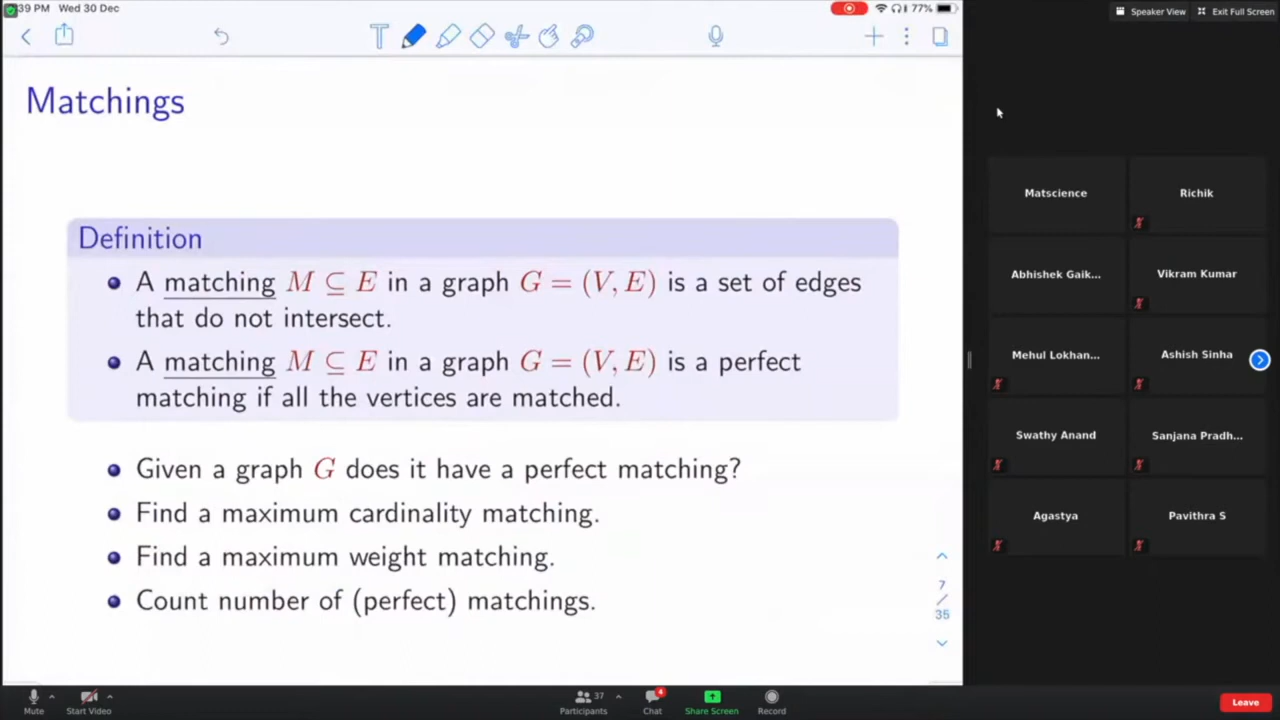 39 PM Wed 30 Dec
77%
Speaker View
Exit Full Screen
T
Matchings
Definition
A matching M ⊆ E in a graph G = (V, E) is a set of edges
that do not intersect.
A matching M ⊆ E in a graph G = (V, E) is a perfect
matching if all the vertices are matched.
Given a graph G does it have a perfect matching?
Find a maximum cardinality matching.
Find a maximum weight matching.
Count number of (perfect) matchings.
7
/
35
Matscience
Richik
Abhishek Gaik...
Vikram Kumar
Mehul Lokhan...
Ashish Sinha
Swathy Anand
Sanjana Pradh...
Agastya
Pavithra S
Mute
Start Video
37
Participants
4
Chat
Share Screen
Record
Leave